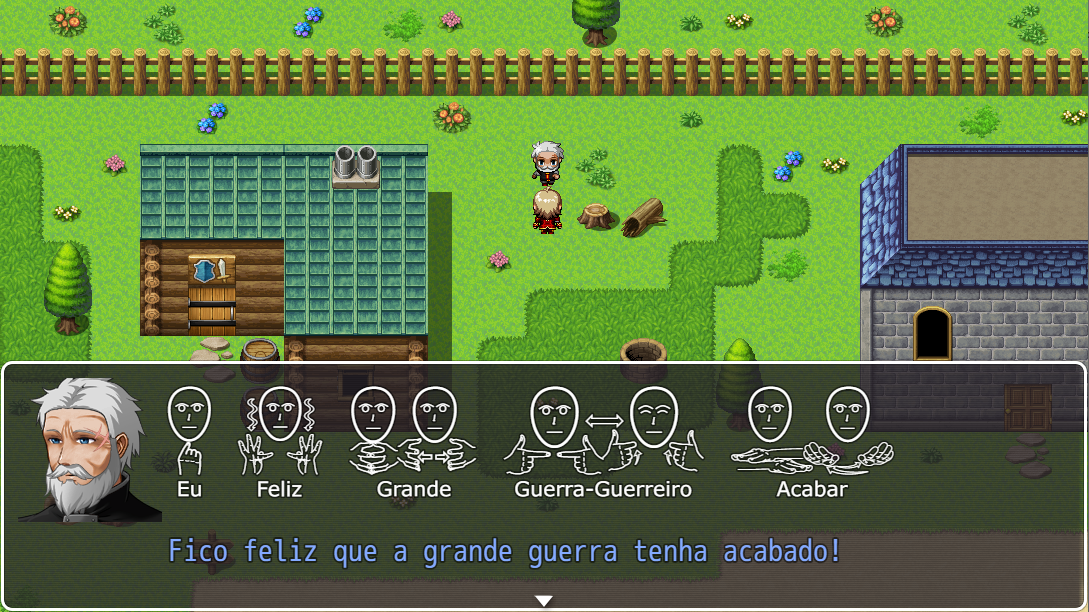 Eu Feliz Grande Guerra-Guerreiro Acabar
Fico feliz que a grande guerra tenha acabado!